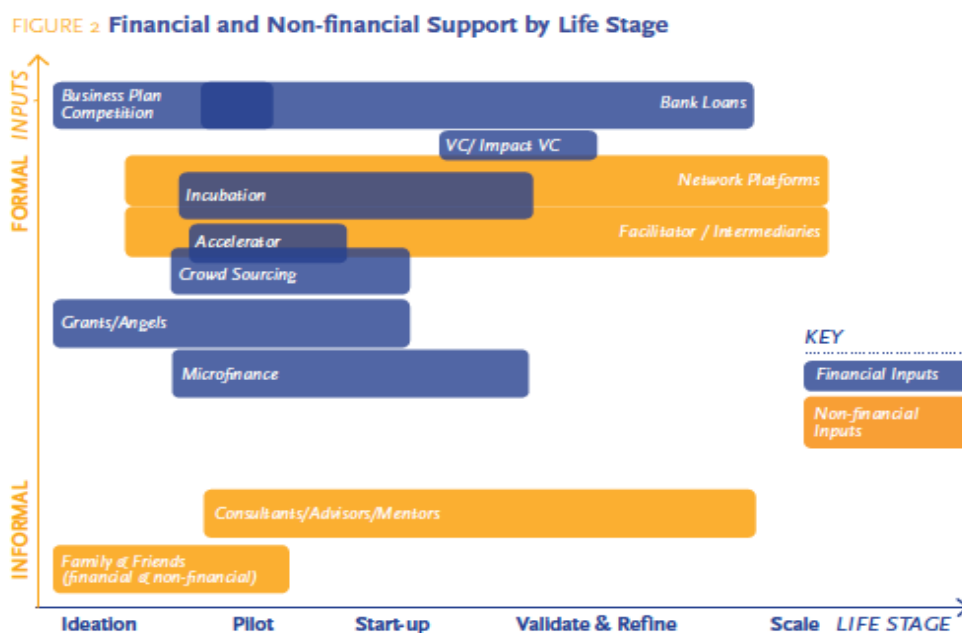 FIGURE 2 Financial and Non-financial Support by Life Stage
INPUTS
FORMAL
INFORMAL
Business Plan
Competition
Bank Loans
VC/ Impact VC
Network Platforms
Incubation
Facilitator / Intermediaries
Accelerator
Crowd Sourcing
Grants/Angels
Microfinance
KEY
Financial Inputs
Non-financial
Inputs
Consultants/Advisors/Mentors
Family & Friends
(financial & non-financial)
Ideation Pilot Start-up Validate & Refine Scale LIFE STAGE